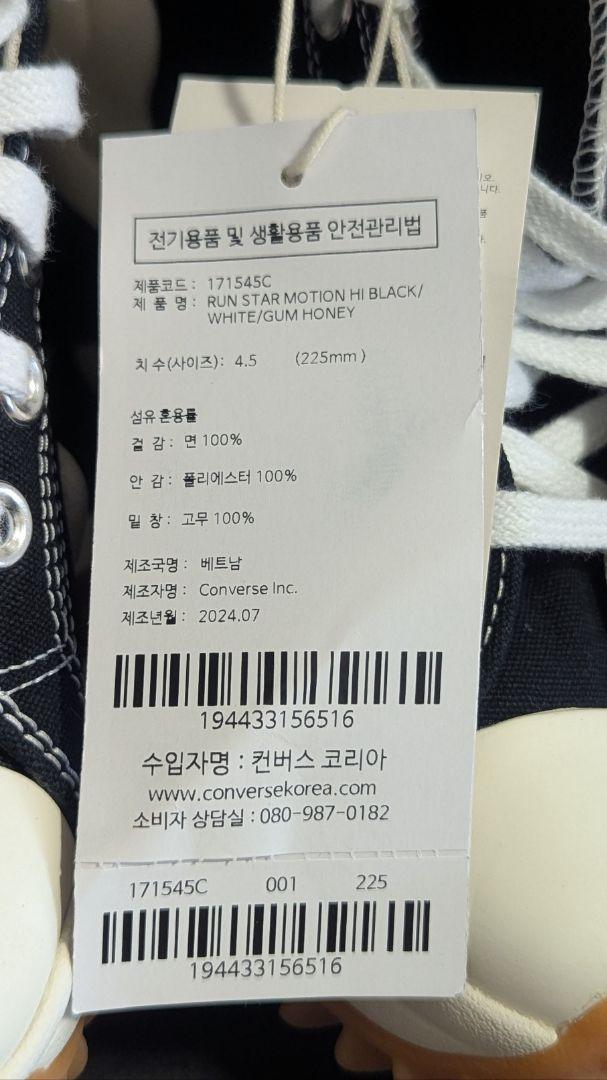 전기용품 및 생활용품 안전관리법
제품코드 : 171545C
제 품 명 : RUN STAR MOTION HI BLACK/
WHITE/GUM HONEY
치 수(사이즈) : 4.5 (225mm)
섬유 혼용률
겉 감 : 면 100%
안 감 : 폴리에스터 100%
밑 창 : 고무 100%
제조국명 : 베트남
제조자명 : Converse Inc.
제조년월 : 2024.07
194433156516
수입자명 : 컨버스 코리아
www.conversekorea.com
소비자 상담실 : 080-987-0182
171545C 001 225
194433156516